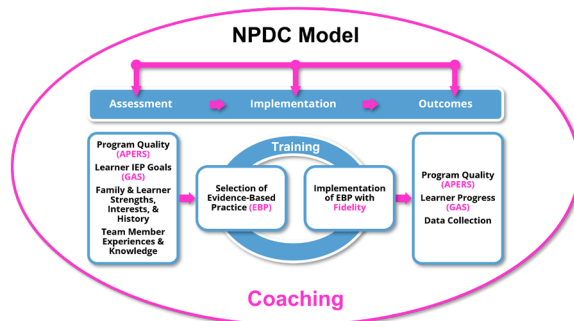 NPDC Model
Assessment
Implementation
Outcomes
Training
Program Quality
(APERS)
Learner IEP Goals
(GAS)
Family & Learner
Strengths,
Interests, &
History
Team Member
Experiences &
Knowledge
Selection of
Evidence-Based
Practice (EBP)
Implementation
of EBP with
Fidelity
Program Quality
(APERS)
Learner Progress
(GAS)
Data Collection
Coaching